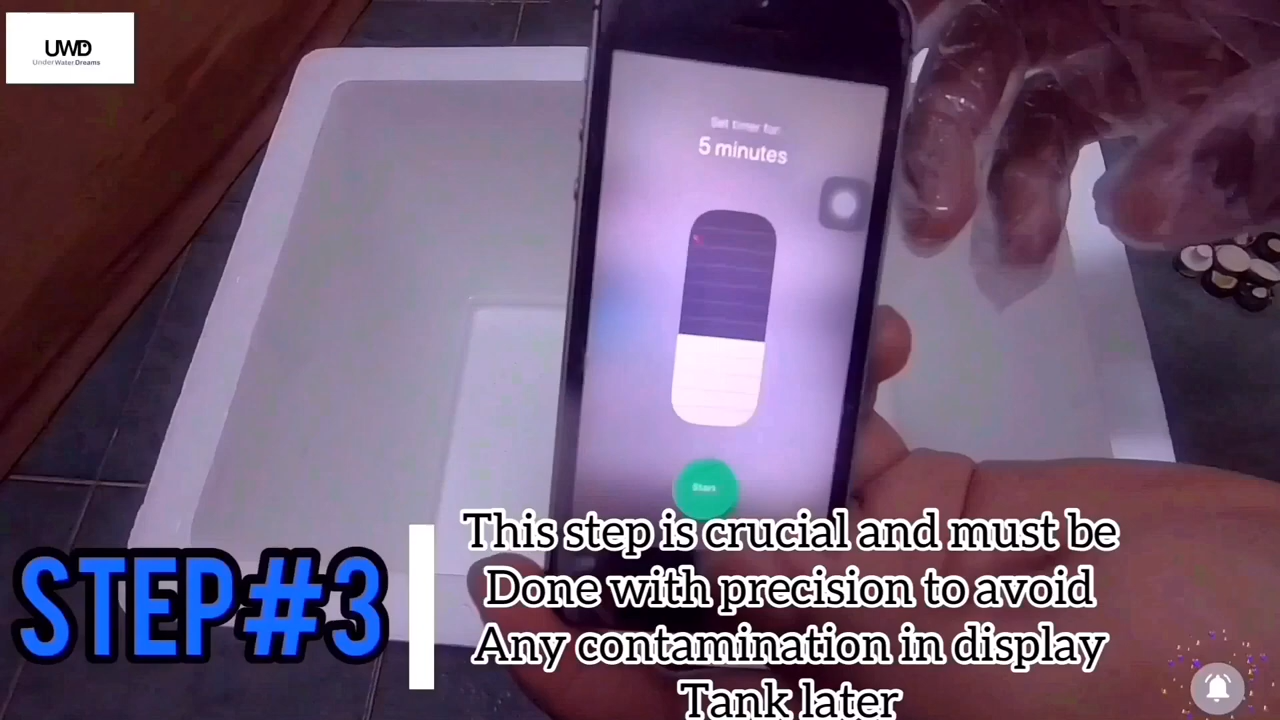 UWD
Under Water Dreams
Set timer for:
5 minutes
Start
STEP#3
This step is crucial and must be
Done with precision to avoid
Any contamination in display
Tank later